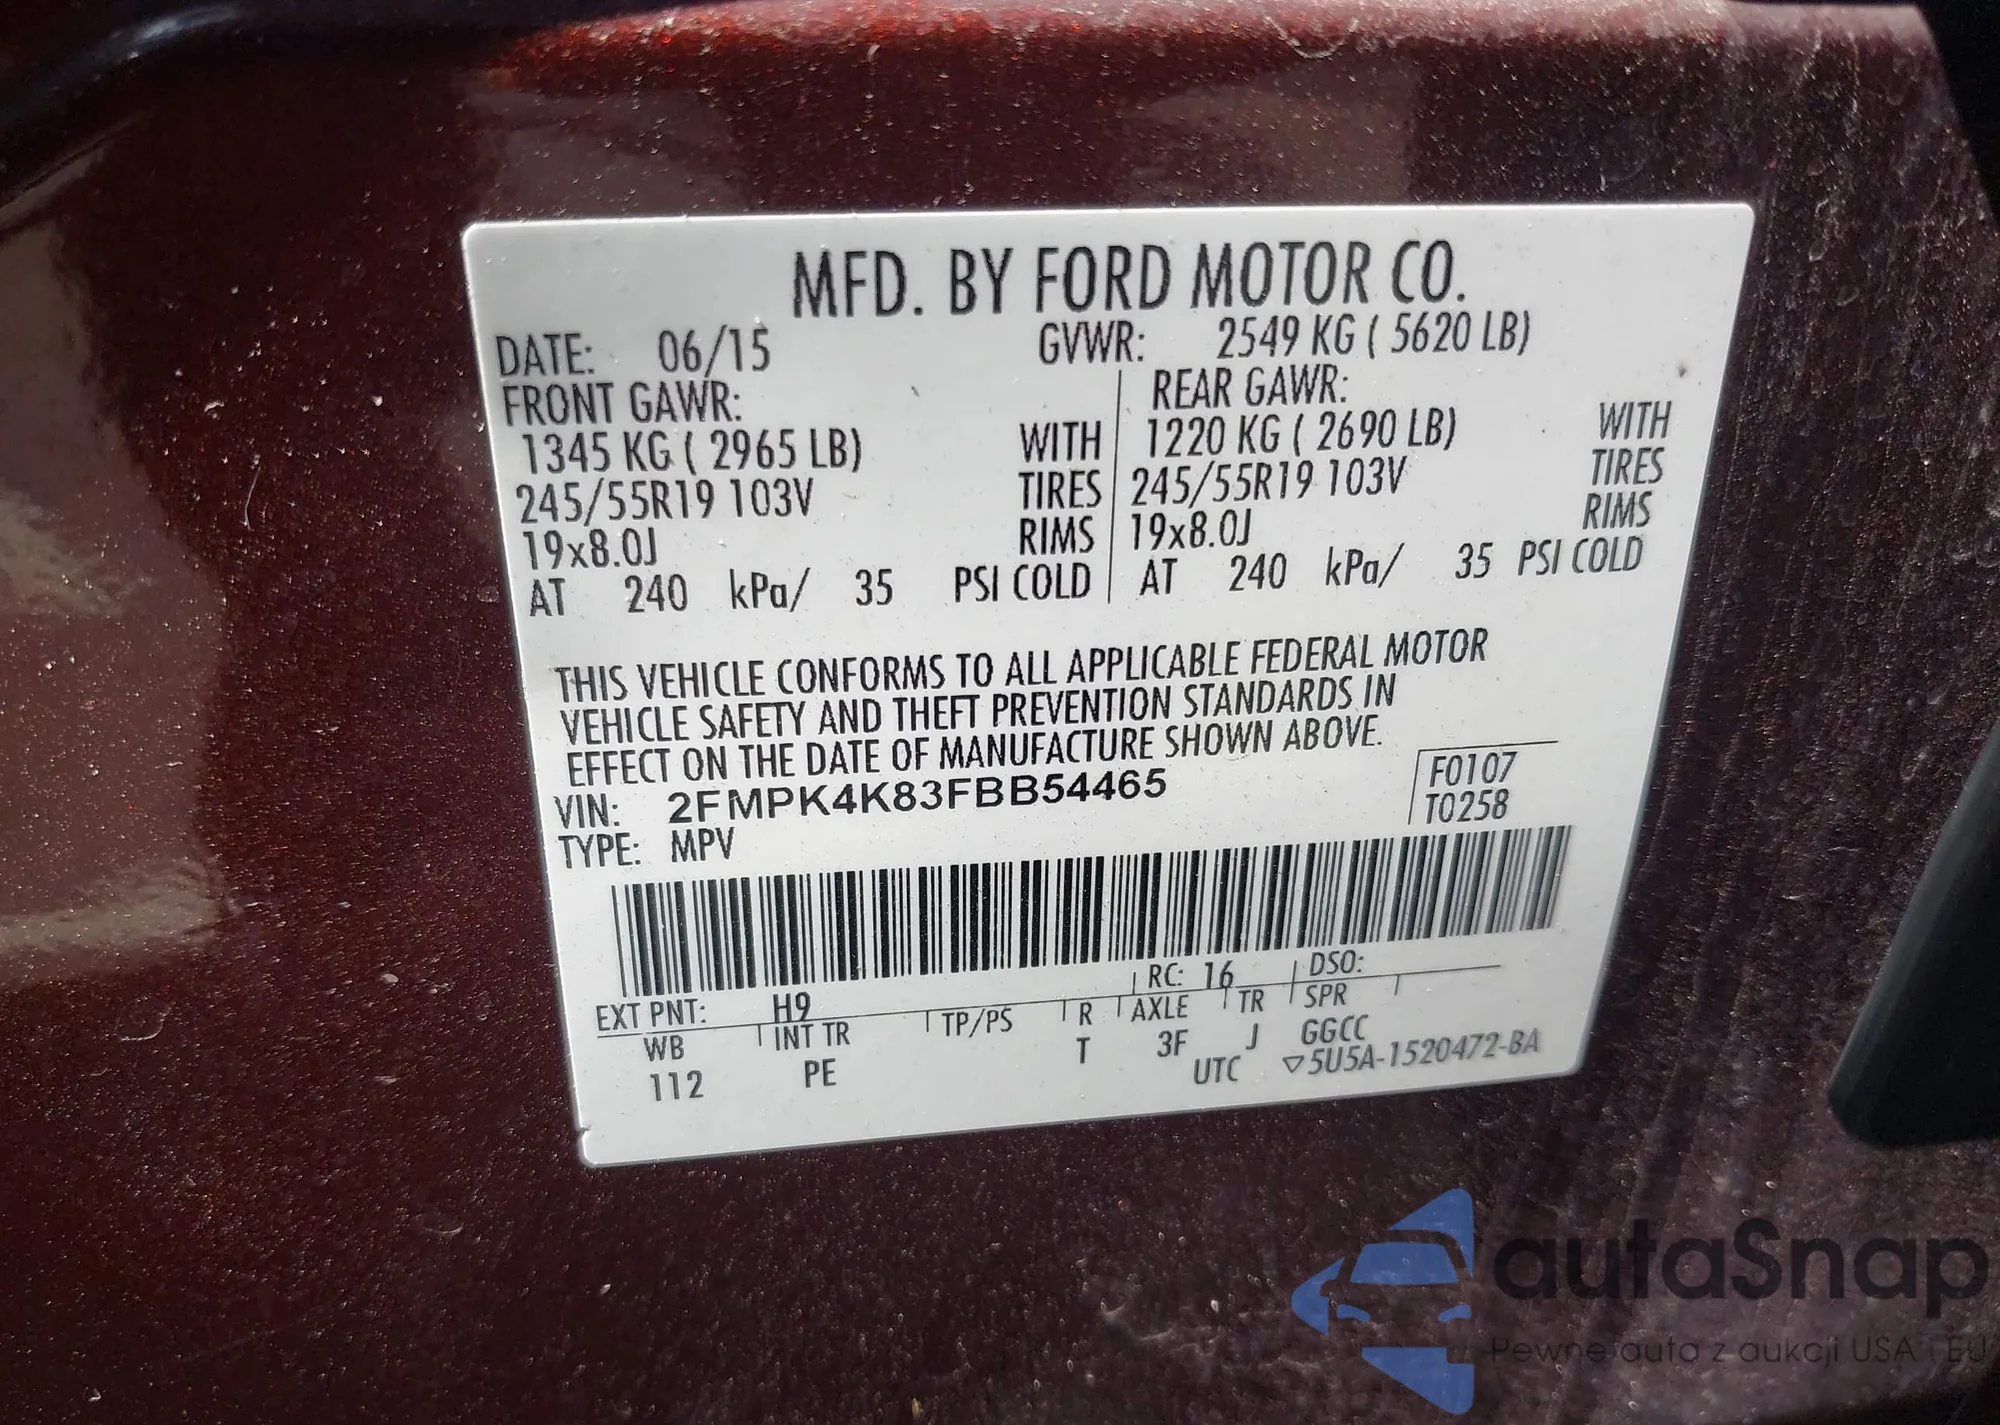 MFD. BY FORD MOTOR CO.
DATE: 06/15 GVWR: 2549 KG ( 5620 LB)
FRONT GAWR: REAR GAWR:
1345 KG ( 2965 LB) WITH 1220 KG ( 2690 LB) WITH
245/55R19 103V TIRES 245/55R19 103V TIRES
19x8.0J RIMS 19x8.0J RIMS
AT 240 kPa/ 35 PSI COLD AT 240 kPa/ 35 PSI COLD
THIS VEHICLE CONFORMS TO ALL APPLICABLE FEDERAL MOTOR
VEHICLE SAFETY AND THEFT PREVENTION STANDARDS IN
EFFECT ON THE DATE OF MANUFACTURE SHOWN ABOVE.
VIN: 2FMPK4K83FBB54465 F0107
TYPE: MPV T0258
EXT PNT: H9 RC: 16 DSO:
WB INT TR TP/PS R AXLE TR SPR
112 PE T 3F J GGCC
UTC ▽5U5A-1520472-BA
autaSnap
Pewne auta z aukcji USA i EU